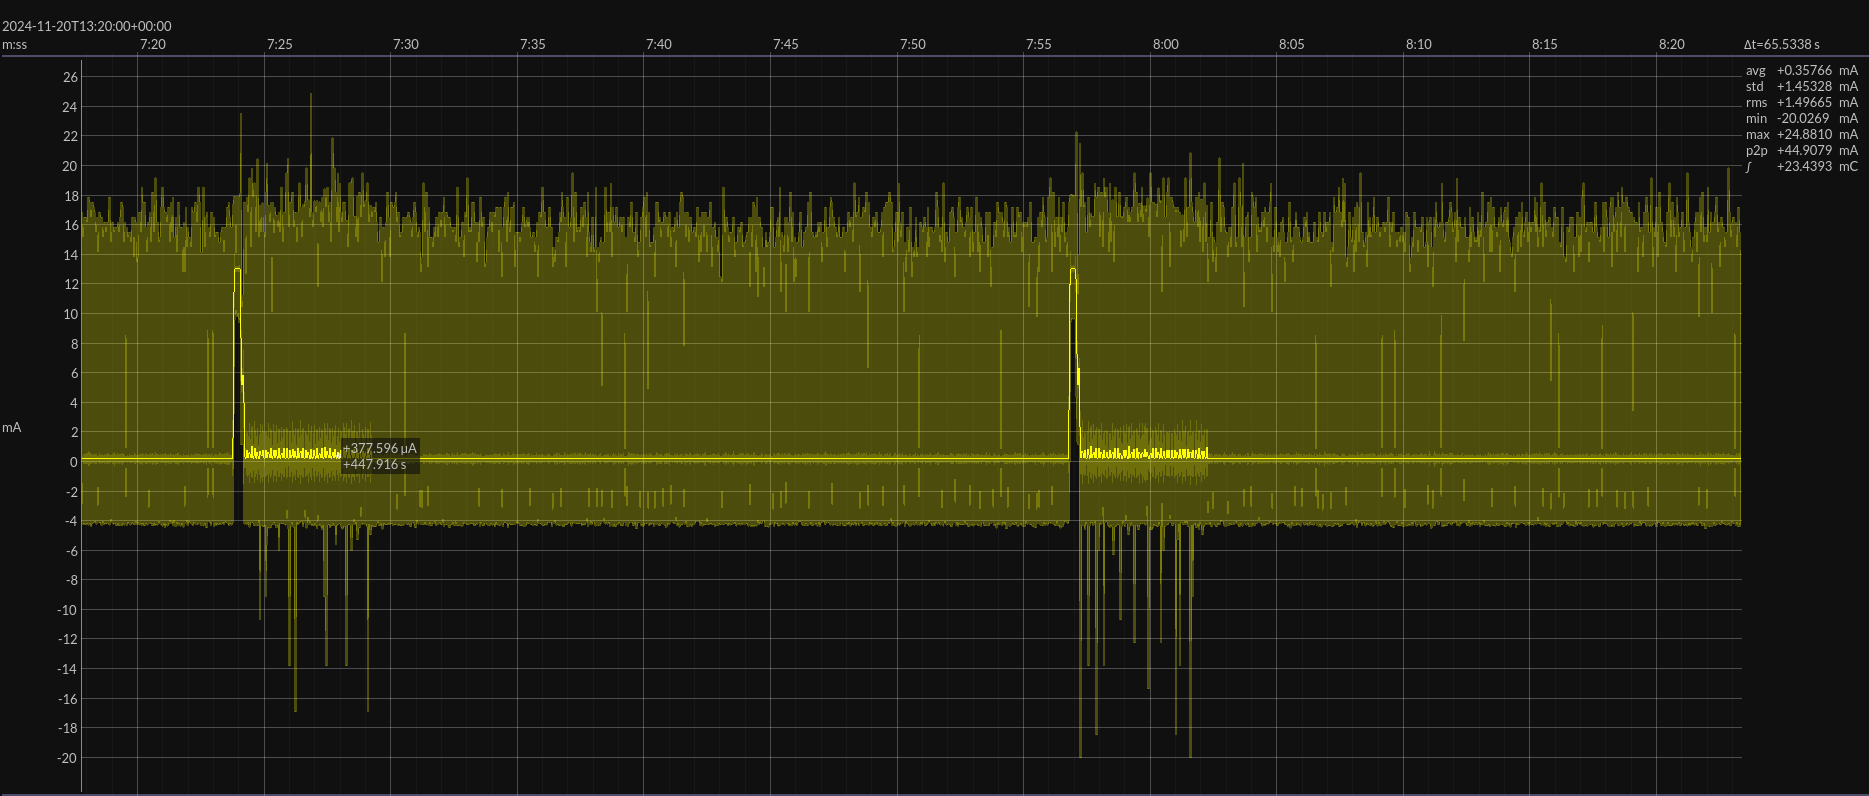 2024-11-20T13:20:00+00:00
m:ss 7:20 7:25 7:30 7:35 7:40 7:45 7:50 7:55 8:00 8:05 8:10 8:15 8:20 Δt=65.5338 s
avg +0.35766 mA
std +1.45328 mA
rms +1.49665 mA
min -20.0269 mA
max +24.8810 mA
p2p +44.9079 mA
∫ +23.4393 mC
26
24
22
20
18
16
14
12
10
8
6
4
2
mA
0
-2
-4
-6
-8
-10
-12
-14
-16
-18
-20
+377.596 µA
+447.916 s